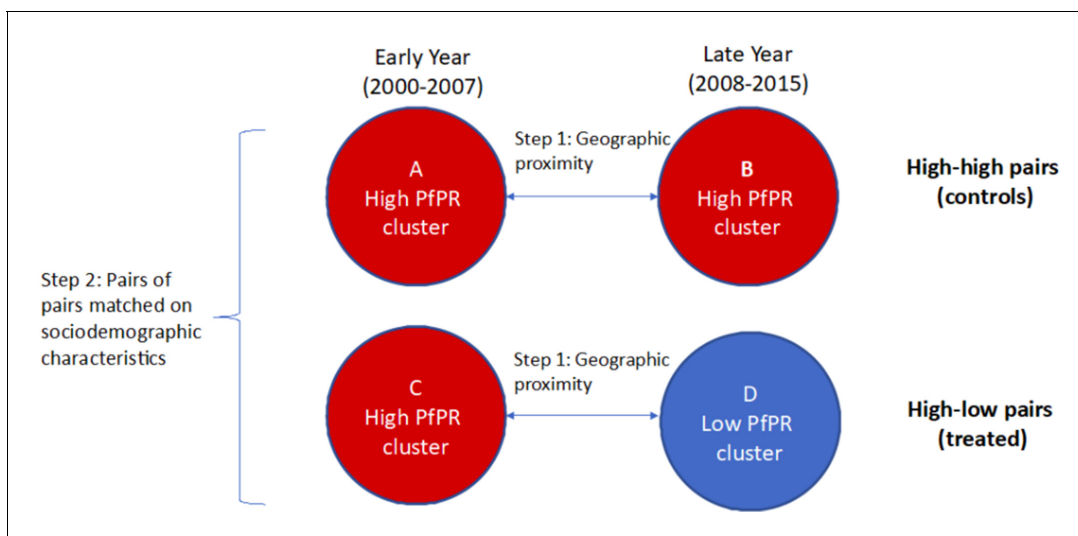 Early Year
(2000-2007)
Late Year
(2008-2015)
Step 1: Geographic
proximity
A
High PfPR
cluster
B
High PfPR
cluster
High-high pairs
(controls)
Step 2: Pairs of
pairs matched on
sociodemographic
characteristics
Step 1: Geographic
proximity
C
High PfPR
cluster
D
Low PfPR
cluster
High-low pairs
(treated)